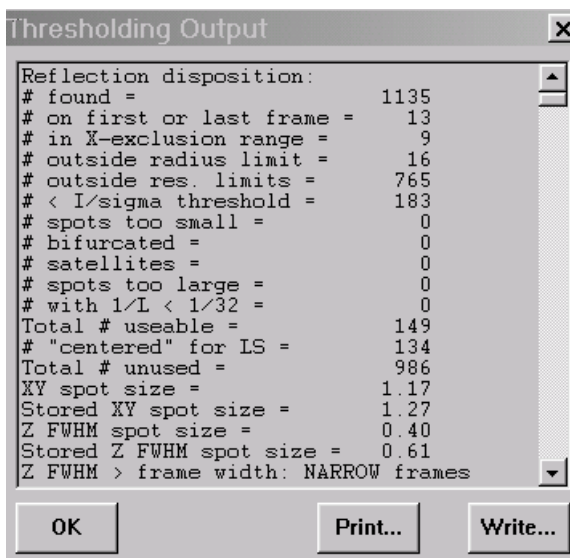 Thresholding Output
Reflection disposition:
# found = 1135
# on first or last frame = 13
# in X-exclusion range = 9
# outside radius limit = 16
# outside res. limits = 765
# < I/sigma threshold = 183
# spots too small = 0
# bifurcated = 0
# satellites = 0
# spots too large = 0
# with 1/L < 1/32 = 0
Total # useable = 149
# "centered" for LS = 134
Total # unused = 986
XY spot size = 1.17
Stored XY spot size = 1.27
Z FWHM spot size = 0.40
Stored Z FWHM spot size = 0.61
Z FWHM > frame width: NARROW frames
OK Print... Write...